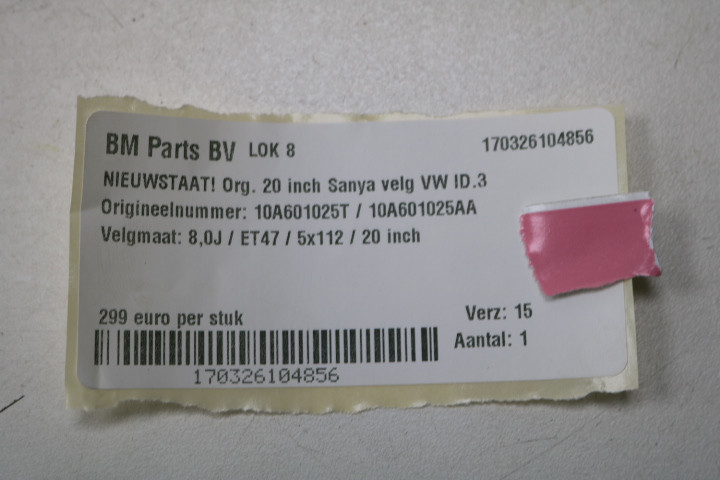 BM Parts BV LOK 8 170326104856
NIEUWSTAAT! Org. 20 inch Sanya velg VW ID.3
Origineelnummer: 10A601025T / 10A601025AA
Velgmaat: 8,0J / ET47 / 5x112 / 20 inch
299 euro per stuk Verz: 15
Aantal: 1
170326104856